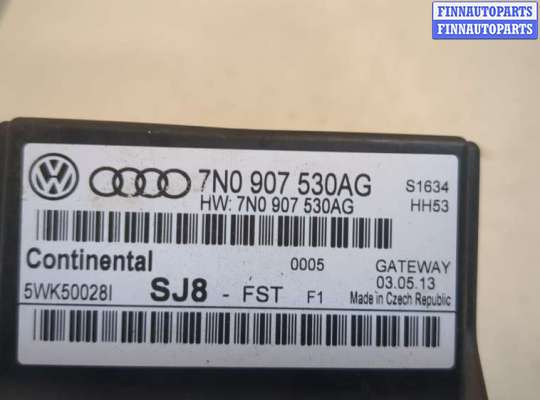 FINNAUTOPARTS
FINNAUTOPARTS
7N0 907 530AG S1634
HW: 7N0 907 530AG HH53
Continental 0005 GATEWAY
03.05.13
5WK50028I SJ8 - FST F1 Made in Czech Republic